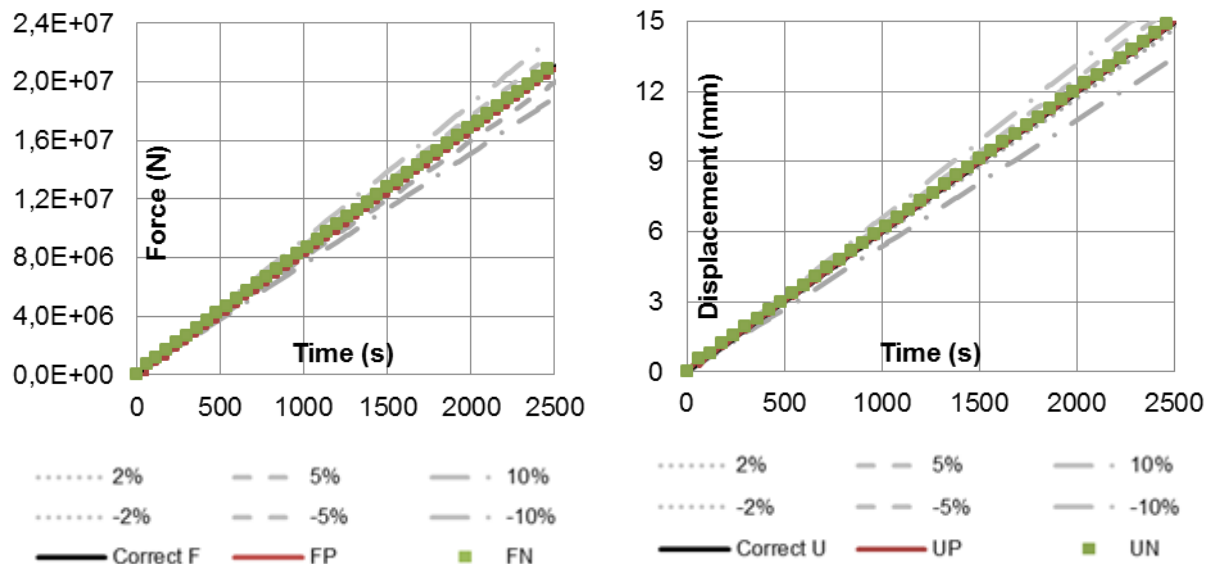 2,4E+07
2,0E+07
1,6E+07
1,2E+07
8,0E+06
4,0E+06
0,0E+00
Force (N)
Time (s)
0 500 1000 1500 2000 2500
2% 5% 10%
-2% -5% -10%
Correct F FP FN
15
12
9
6
3
0
Displacement (mm)
Time (s)
0 500 1000 1500 2000 2500
2% 5% 10%
-2% -5% -10%
Correct U UP UN